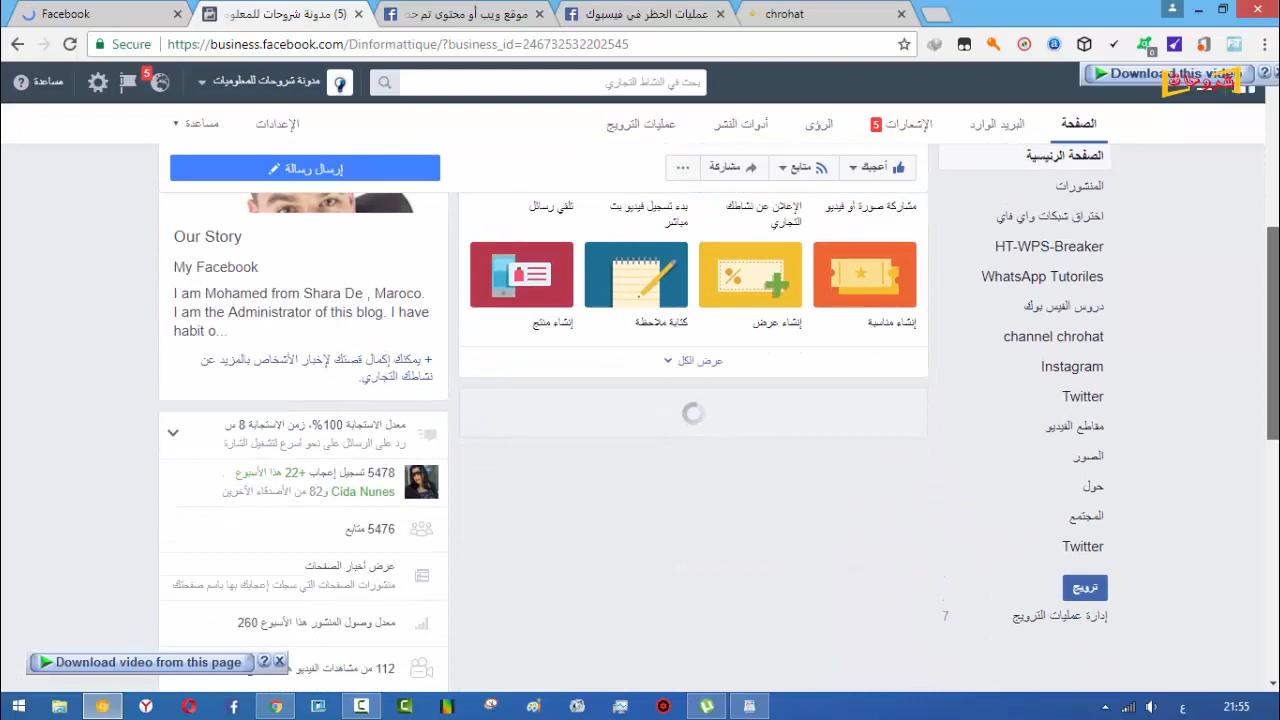 Facebook
(5) مدونة شروحات للمعلوم
موقع ويب أو محتوى تم حد
عمليات الحظر في فيسبوك
chrohat
Secure
https://business.facebook.com/Dinformattique/?business_id=246732532202545
Download this video
شروحات
مدونة شروحات للمعلوميات
بحث في النشاط التجاري
5
مساعدة
الصفحة
البريد الوارد
الإشعارات 5
الرؤى
أدوات النشر
عمليات الترويج
الإعدادات
مساعدة
أعجبك
متابع
مشاركة
إرسال رسالة
الصفحة الرئيسية
المنشورات
اختراق شبكات واي فاي
HT-WPS-Breaker
WhatsApp Tutoriles
دروس الفيس بوك
channel chrohat
Instagram
Twitter
مقاطع الفيديو
الصور
حول
المجتمع
Twitter
ترويج
إدارة عمليات الترويج 7
مشاركة صورة أو فيديو
الإعلان عن نشاطك
التجاري
بدء تسجيل فيديو بث
مباشر
تلقي رسائل
إنشاء مناسبة
إنشاء عرض
كتابة ملاحظة
إنشاء منتج
عرض الكل
Our Story
My Facebook
I am Mohamed from Shara De , Maroco.
I am the Administrator of this blog. I have
habit o...
+ يمكنك إكمال قصتك لإخبار الأشخاص بالمزيد عن
نشاطك التجاري.
معدل الاستجابة 100%، زمن الاستجابة 8 س
رد على الرسائل على نحو أسرع لتشغيل الشارة
5478 تسجيل إعجاب +22 هذا الأسبوع
Cida Nunes و82 من الأصدقاء الآخرين
5476 متابع
عرض أخبار الصفحات
منشورات الصفحات التي سجلت إعجابك بها باسم صفحتك
معدل وصول المنشور هذا الأسبوع 260
112 من مشاهدات الفيديو
Download video from this page
ع
21:55